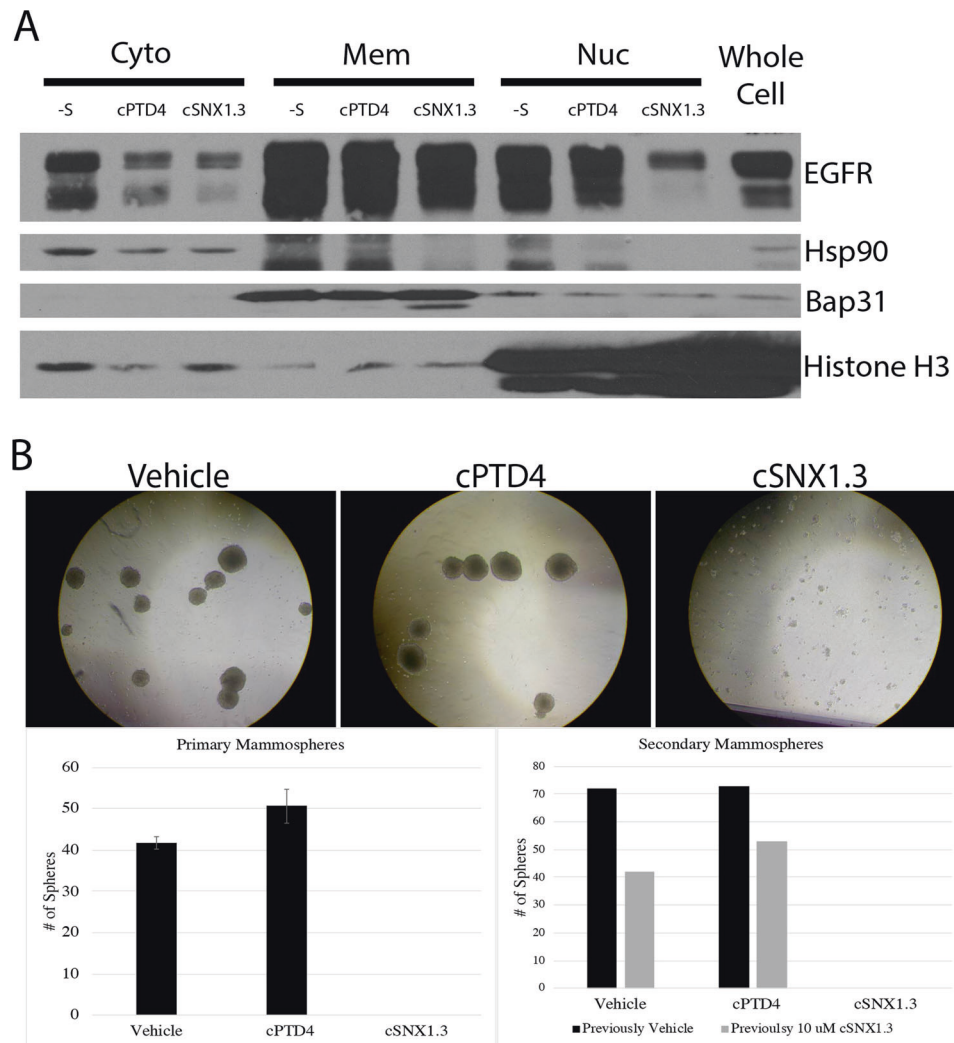 A
Cyto Mem Nuc Whole Cell
-S cPTD4 cSNX1.3 -S cPTD4 cSNX1.3 -S cPTD4 cSNX1.3
EGFR
Hsp90
Bap31
Histone H3
B
Vehicle cPTD4 cSNX1.3
Primary Mammospheres
# of Spheres
60
50
40
30
20
10
0
Vehicle cPTD4 cSNX1.3
Secondary Mammospheres
# of Spheres
80
70
60
50
40
30
20
10
0
Vehicle cPTD4 cSNX1.3
Previously Vehicle Previoulsy 10 uM cSNX1.3